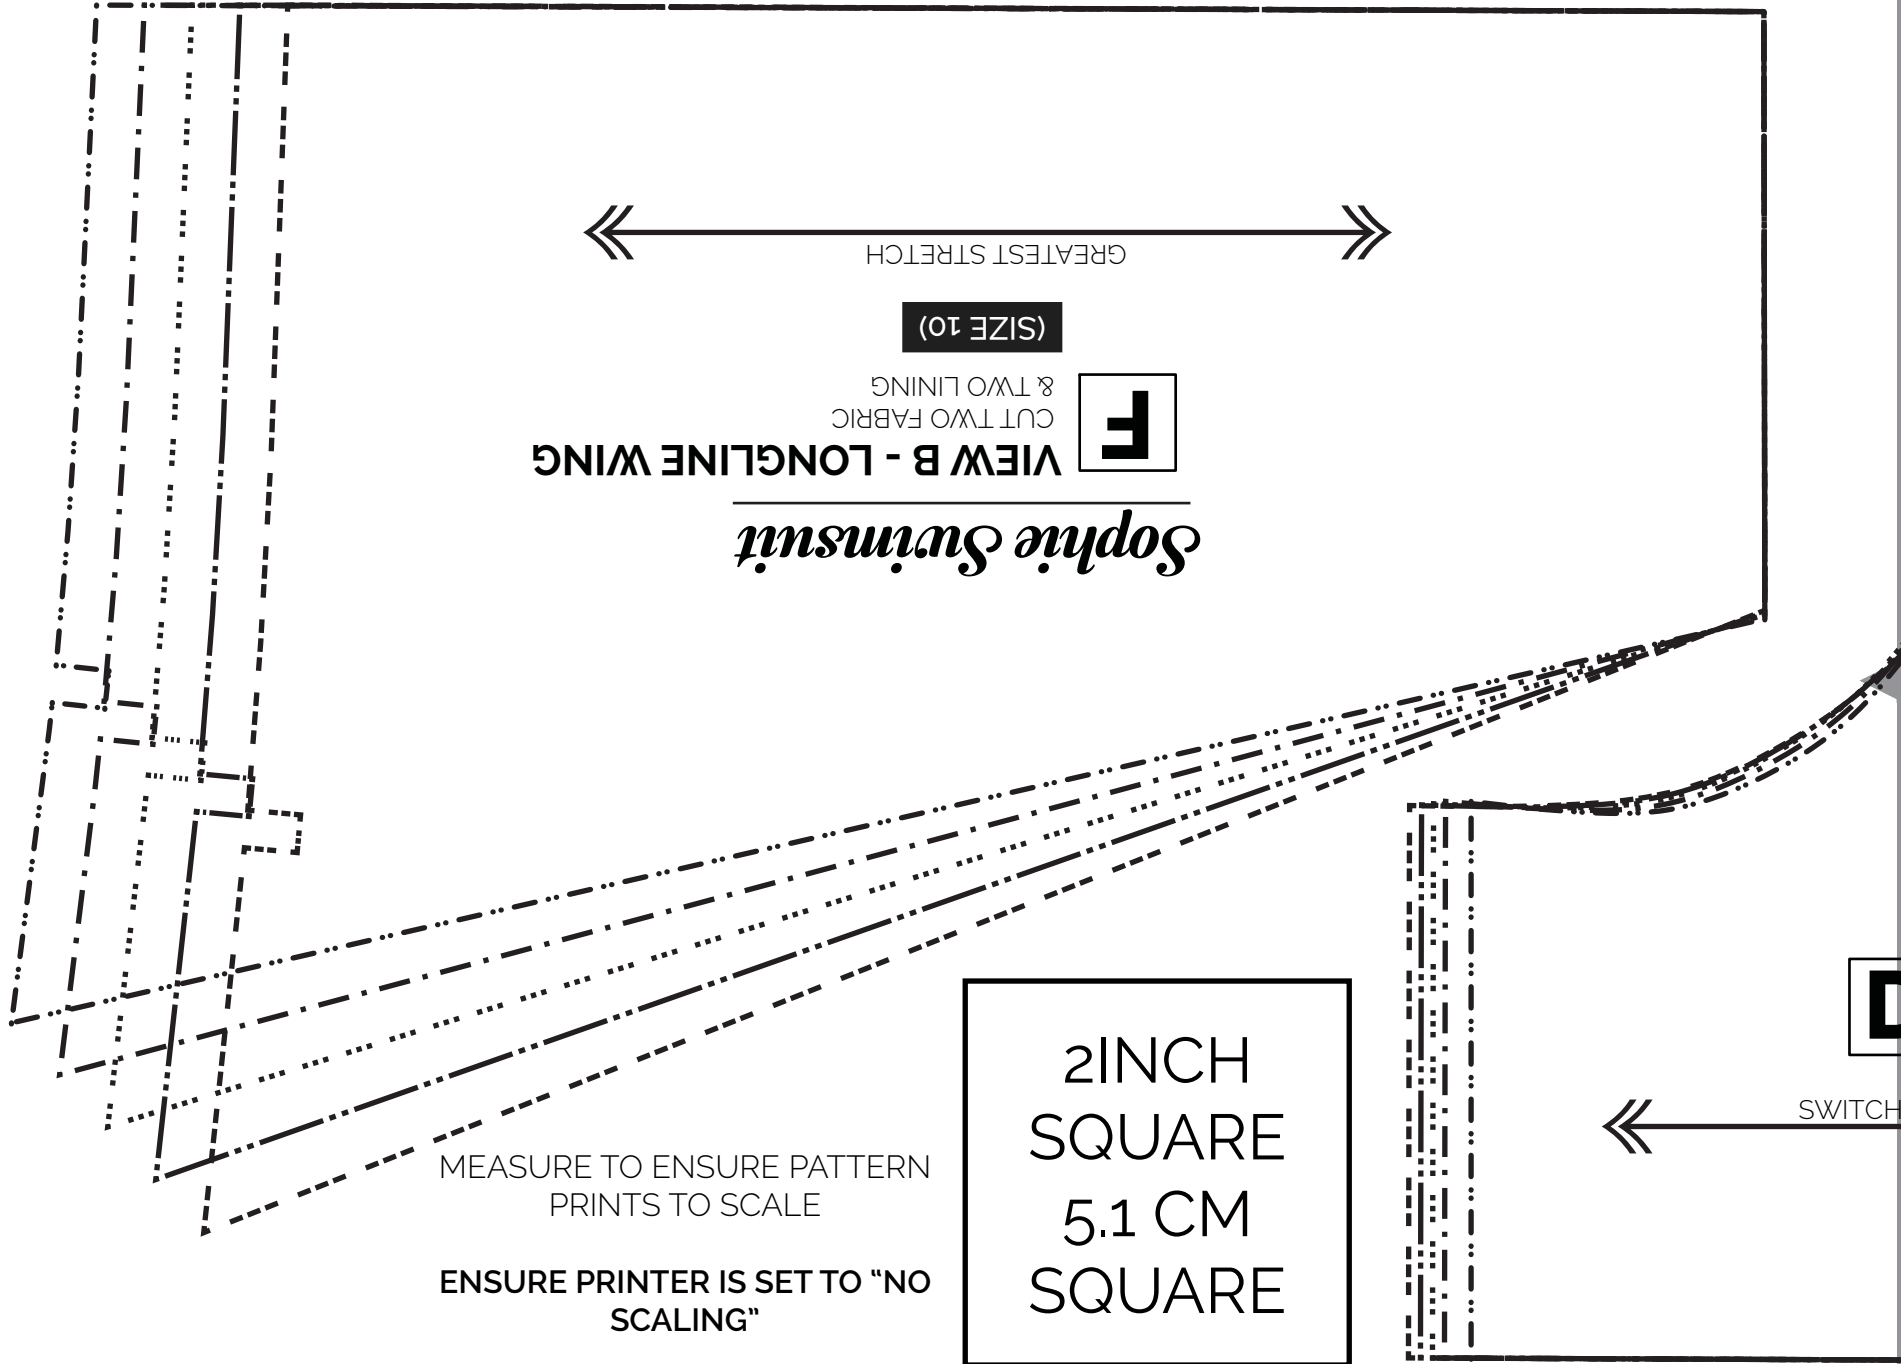 Sophie Swimsuit
VIEW B - LONGLINE WING
F
CUT TWO FABRIC
& TWO LINING
(SIZE 10)
GREATEST STRETCH
MEASURE TO ENSURE PATTERN
PRINTS TO SCALE
ENSURE PRINTER IS SET TO “NO
SCALING”
2INCH
SQUARE
5.1 CM
SQUARE
D
SWITCH